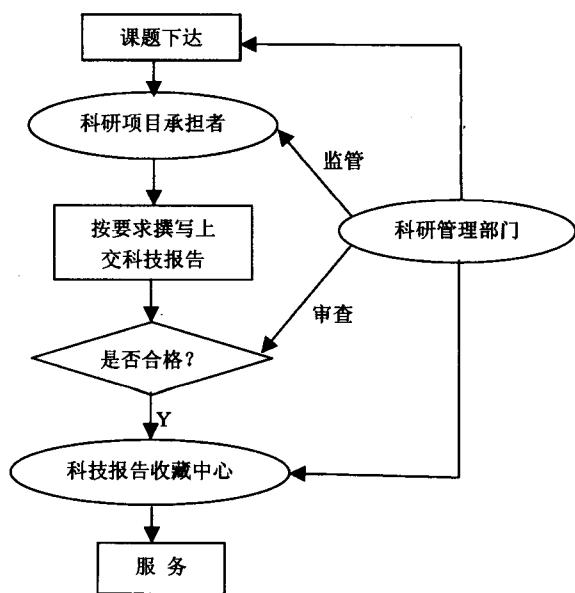 课题下达
科研项目承担者
监管
按要求撰写上
交科技报告
科研管理部门
审查
是否合格?
Y
科技报告收藏中心
服 务